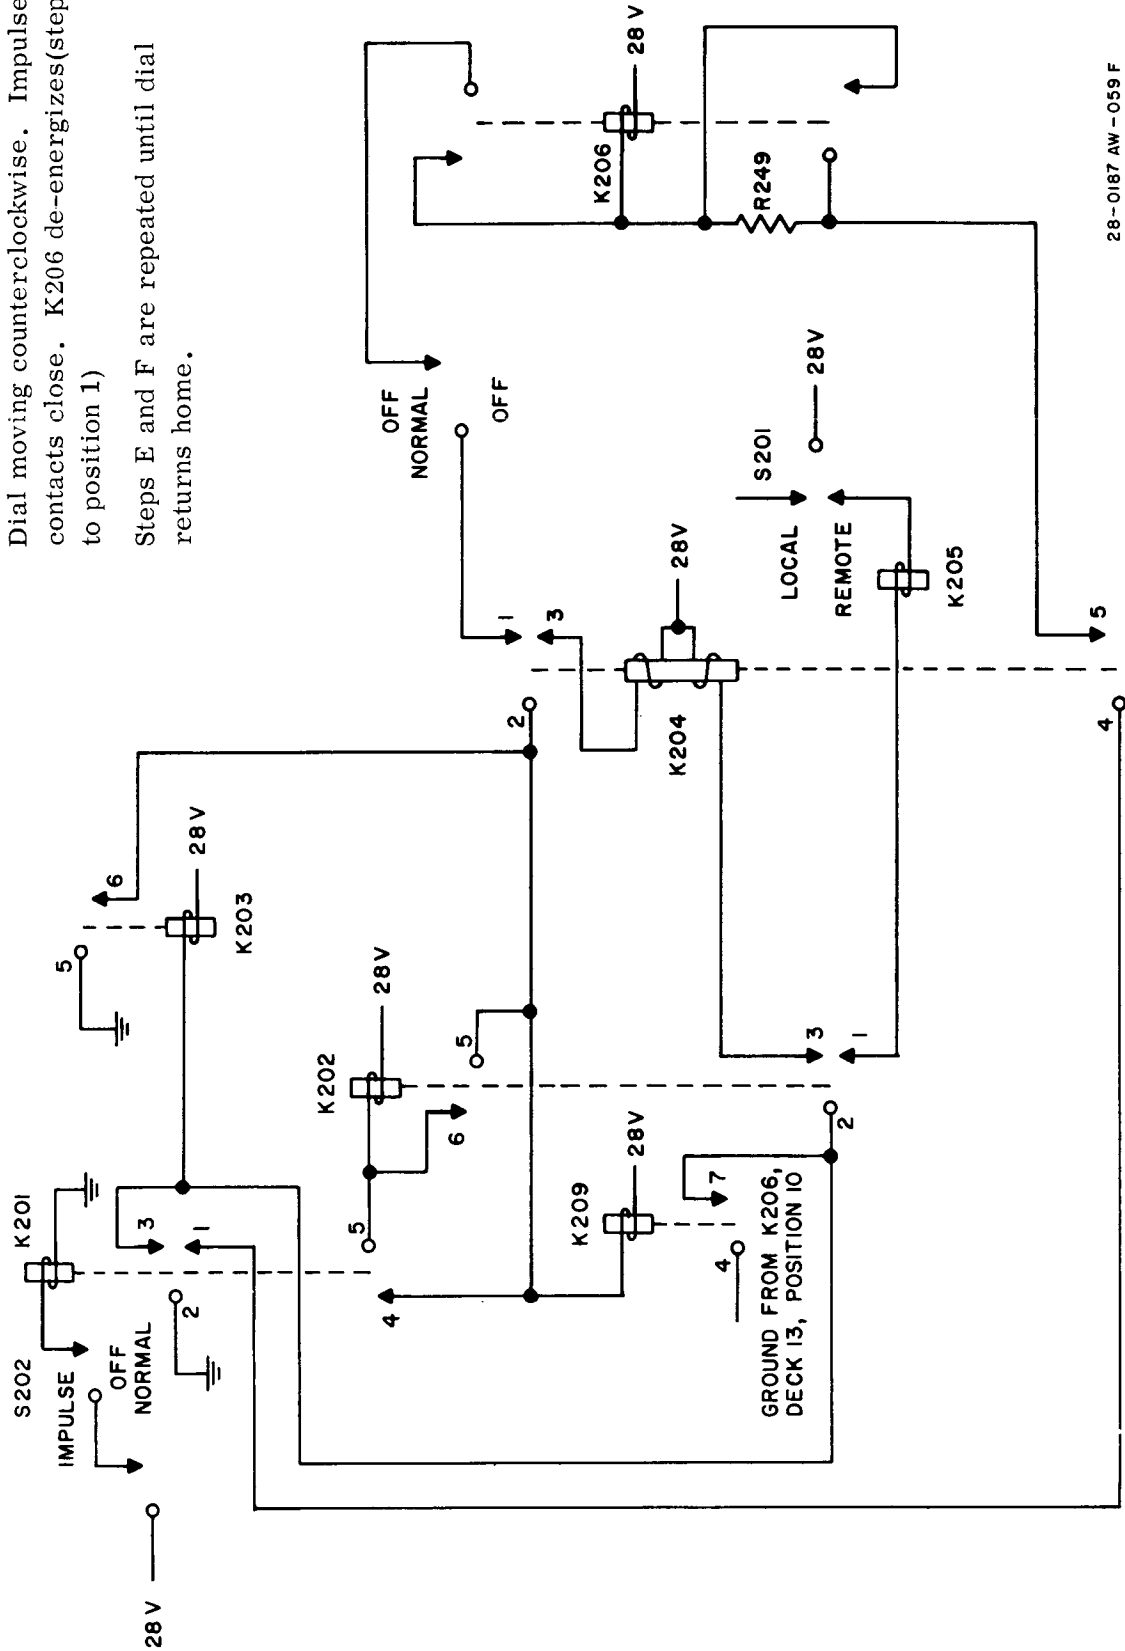 Dial moving counterclockwise. Impulse
contacts close. K206 de-energizes(step
to position 1)
Steps E and F are repeated until dial
returns home.
28 V
S202
IMPULSE
OFF
NORMAL
K201
2
3
1
5
4
5
6
K203
28V
K202
28V
6
5
K209
28V
7
4
GROUND FROM K206,
DECK 13, POSITION 10
2
3
1
2
1
3
K204
28V
4
5
K205
LOCAL
REMOTE
S201
28V
OFF
NORMAL
OFF
K206
28 V
R249
28-0187 AW-059 F